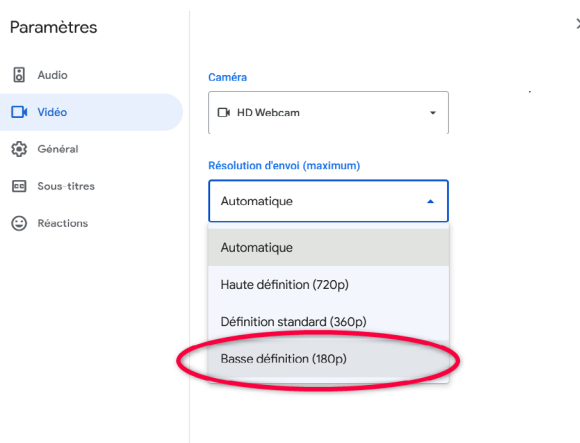 Paramètres
Audio
Vidéo
Général
Sous-titres
Réactions
Caméra
HD Webcam
Résolution d'envoi (maximum)
Automatique
Automatique
Haute définition (720p)
Définition standard (360p)
Basse définition (180p)